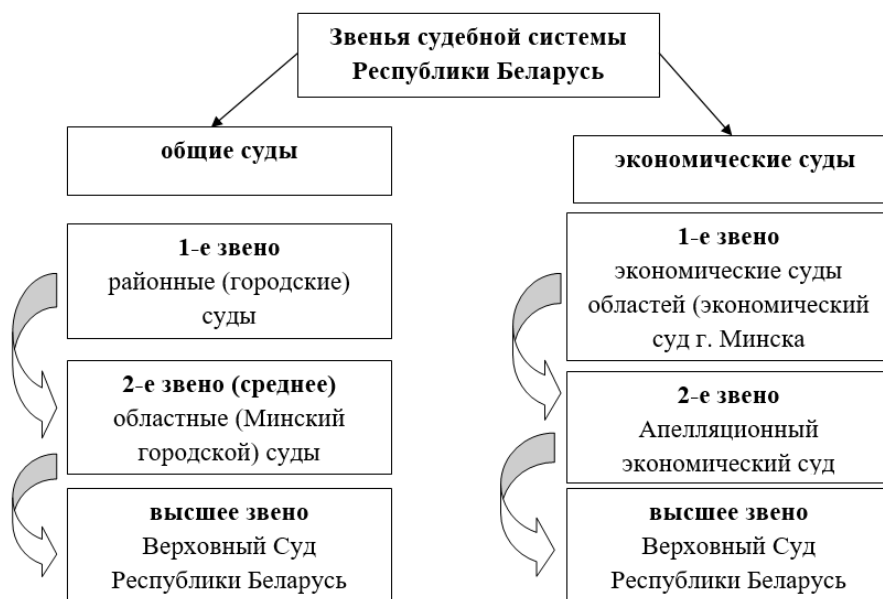 Звенья судебной системы
Республики Беларусь
общие суды
1-е звено
районные (городские)
суды
2-е звено (среднее)
областные (Минский
городской) суды
высшее звено
Верховный Суд
Республики Беларусь
экономические суды
1-е звено
экономические суды
областей (экономический
суд г. Минска
2-е звено
Апелляционный
экономический суд
высшее звено
Верховный Суд
Республики Беларусь